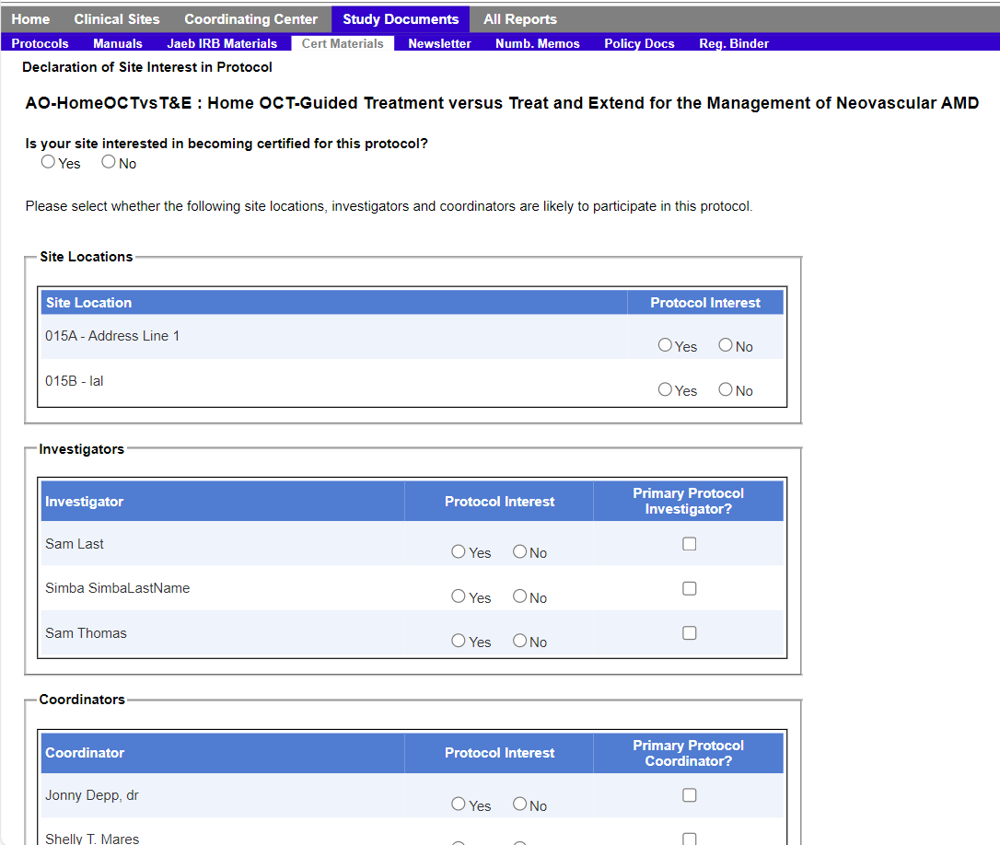 Home Clinical Sites Coordinating Center Study Documents All Reports
Protocols Manuals Jaeb IRB Materials Cert Materials Newsletter Numb. Memos Policy Docs Reg. Binder
Declaration of Site Interest in Protocol
AO-HomeOCTvsT&E : Home OCT-Guided Treatment versus Treat and Extend for the Management of Neovascular AMD
Is your site interested in becoming certified for this protocol?
Yes No
Please select whether the following site locations, investigators and coordinators are likely to participate in this protocol.
Site Locations
Site Location Protocol Interest
015A - Address Line 1
Yes No
015B - lal
Yes No
Investigators
Investigator Protocol Interest Primary Protocol
Investigator?
Sam Last
Yes No
Simba SimbaLastName
Yes No
Sam Thomas
Yes No
Coordinators
Coordinator Protocol Interest Primary Protocol
Coordinator?
Jonny Depp, dr
Yes No
Shelly T. Mares